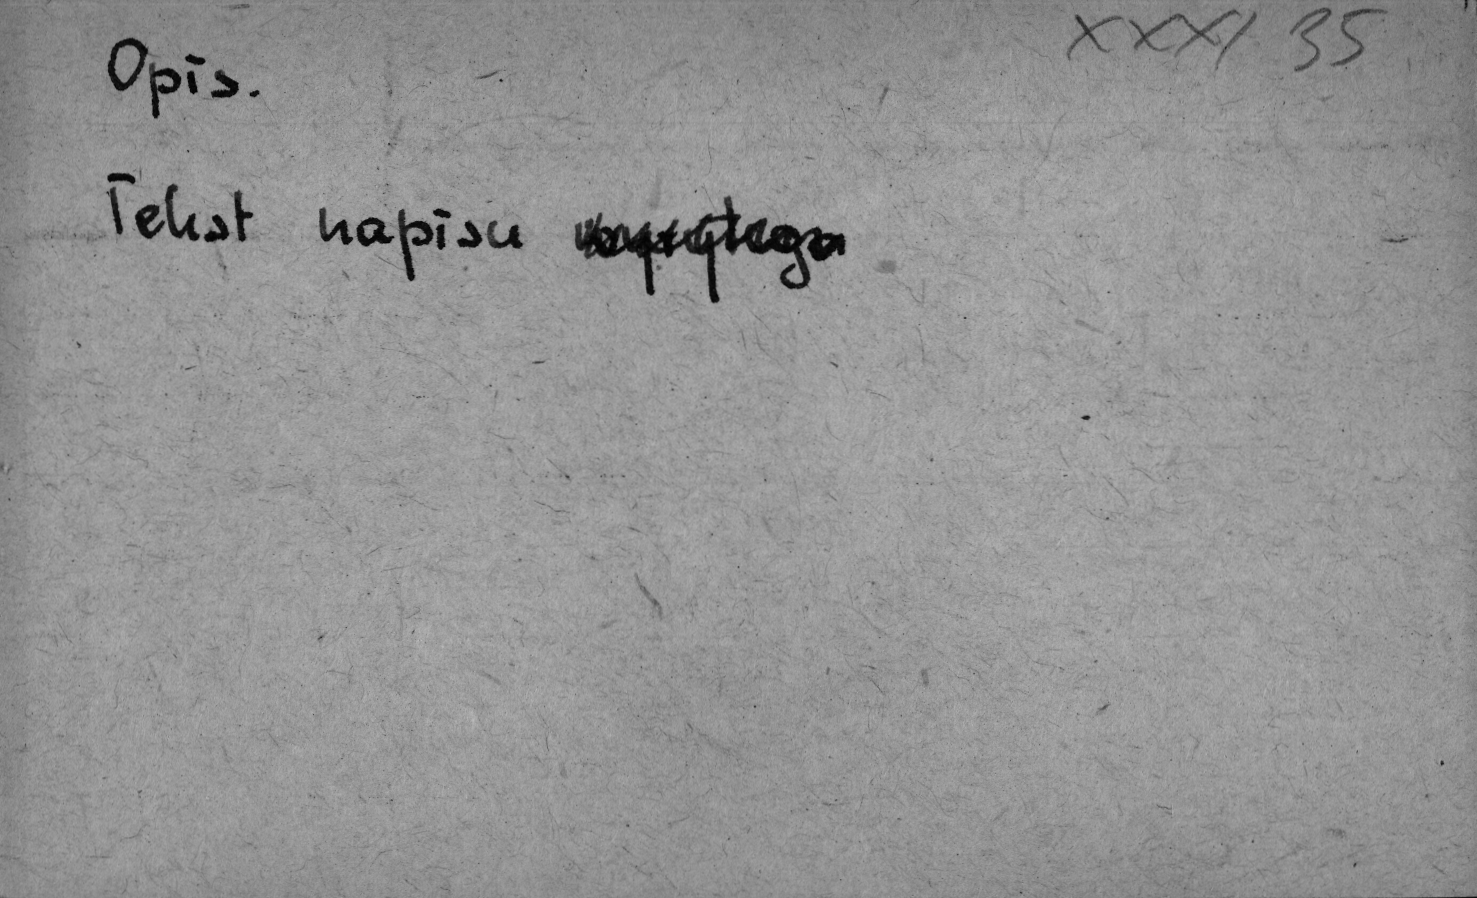 XXXI 35
Opis.
Tekst napisu